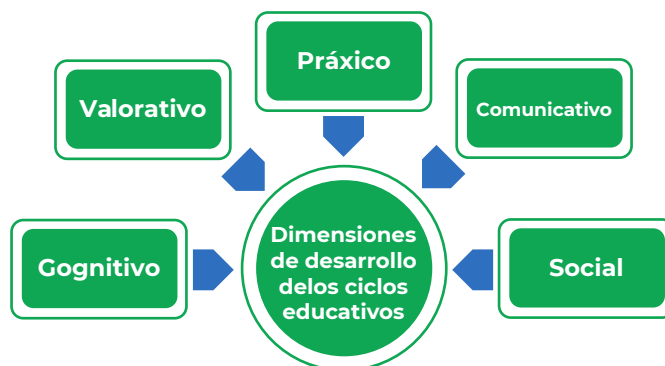 Práxico
Valorativo
Comunicativo
Gognitivo
Dimensiones
de desarrollo
delos ciclos
educativos
Social